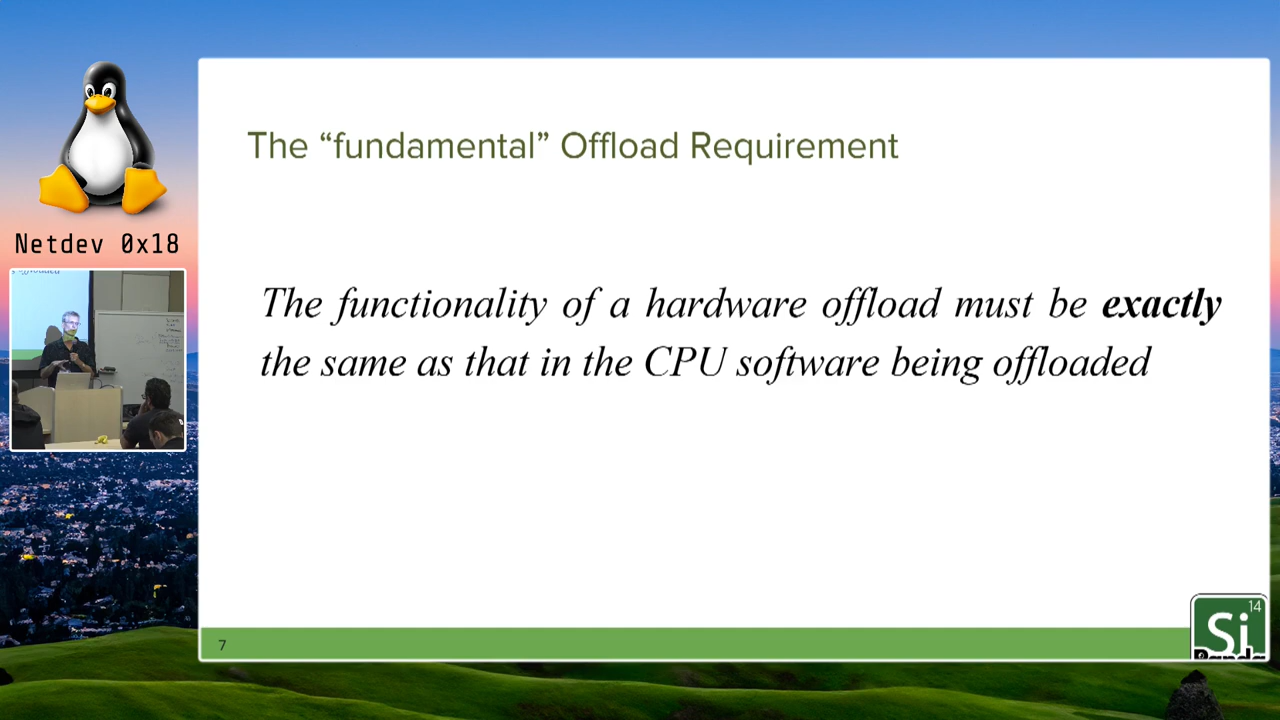 The “fundamental” Offload Requirement
Netdev 0x18
The functionality of a hardware offload must be exactly
the same as that in the CPU software being offloaded
7
14
Si
Panda